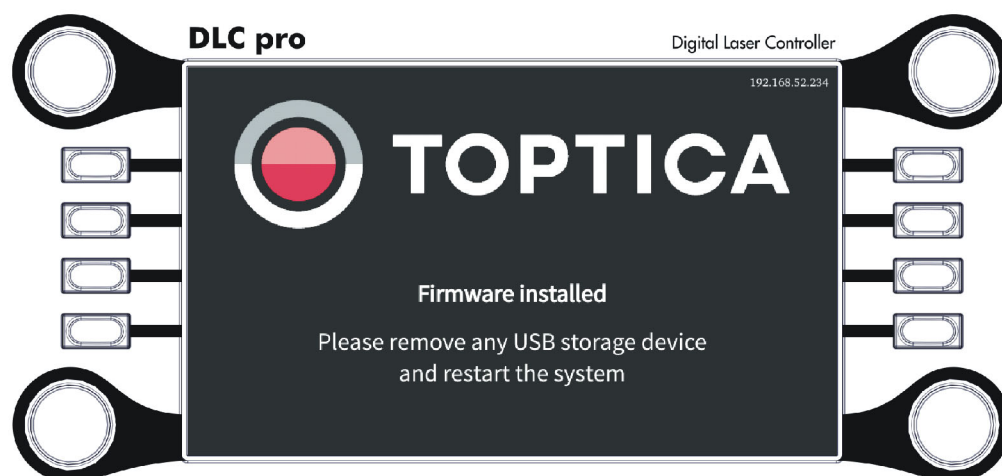 DLC pro
Digital Laser Controller
192.168.52.234
TOPTICA
Firmware installed
Please remove any USB storage device
and restart the system